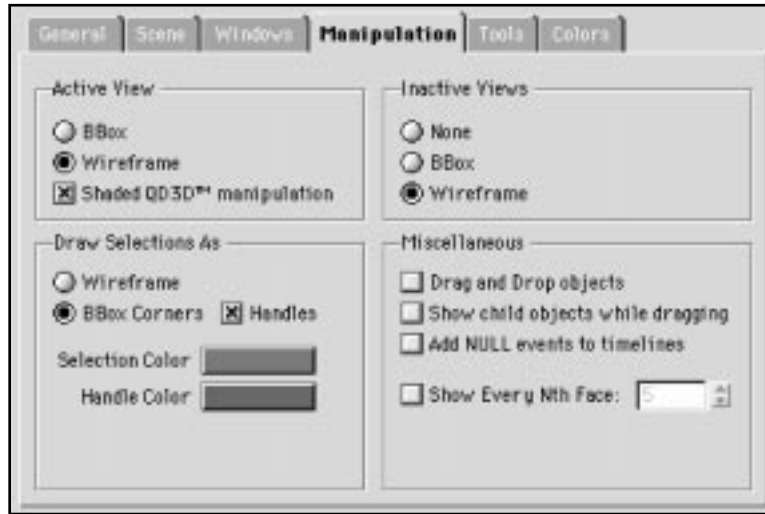 General Scene Windows Manipulation Tools Colors
Active View
BBox
Wireframe
Shaded QD3D™ manipulation
Inactive Views
None
BBox
Wireframe
Draw Selections As
Wireframe
BBox Corners Handles
Selection Color
Handle Color
Miscellaneous
Drag and Drop objects
Show child objects while dragging
Add NULL events to timelines
Show Every Nth Face: 5